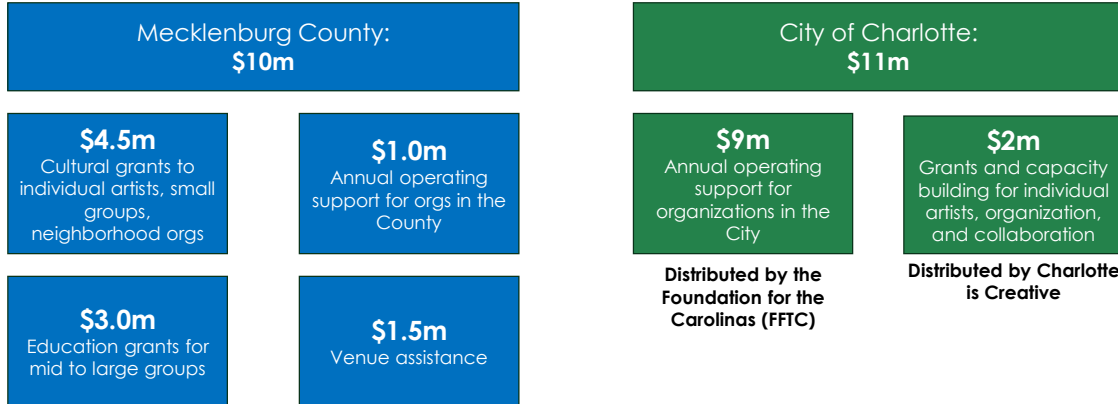 Mecklenburg County:
$10m
$4.5m
Cultural grants to
individual artists, small
groups,
neighborhood orgs
$1.0m
Annual operating
support for orgs in the
County
$3.0m
Education grants for
mid to large groups
$1.5m
Venue assistance
City of Charlotte:
$11m
$9m
Annual operating
support for
organizations in the
City
Distributed by the
Foundation for the
Carolinas (FFTC)
$2m
Grants and capacity
building for individual
artists, organization,
and collaboration
Distributed by Charlotte
is Creative